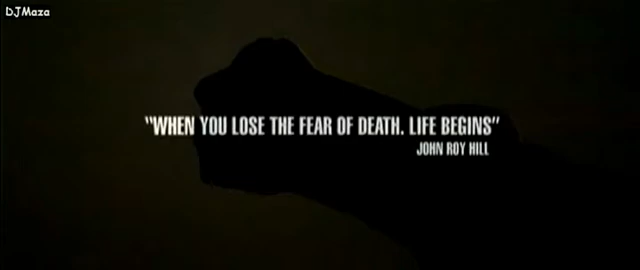 DJMaza
"WHEN YOU LOSE THE FEAR OF DEATH. LIFE BEGINS"
JOHN ROY HILL